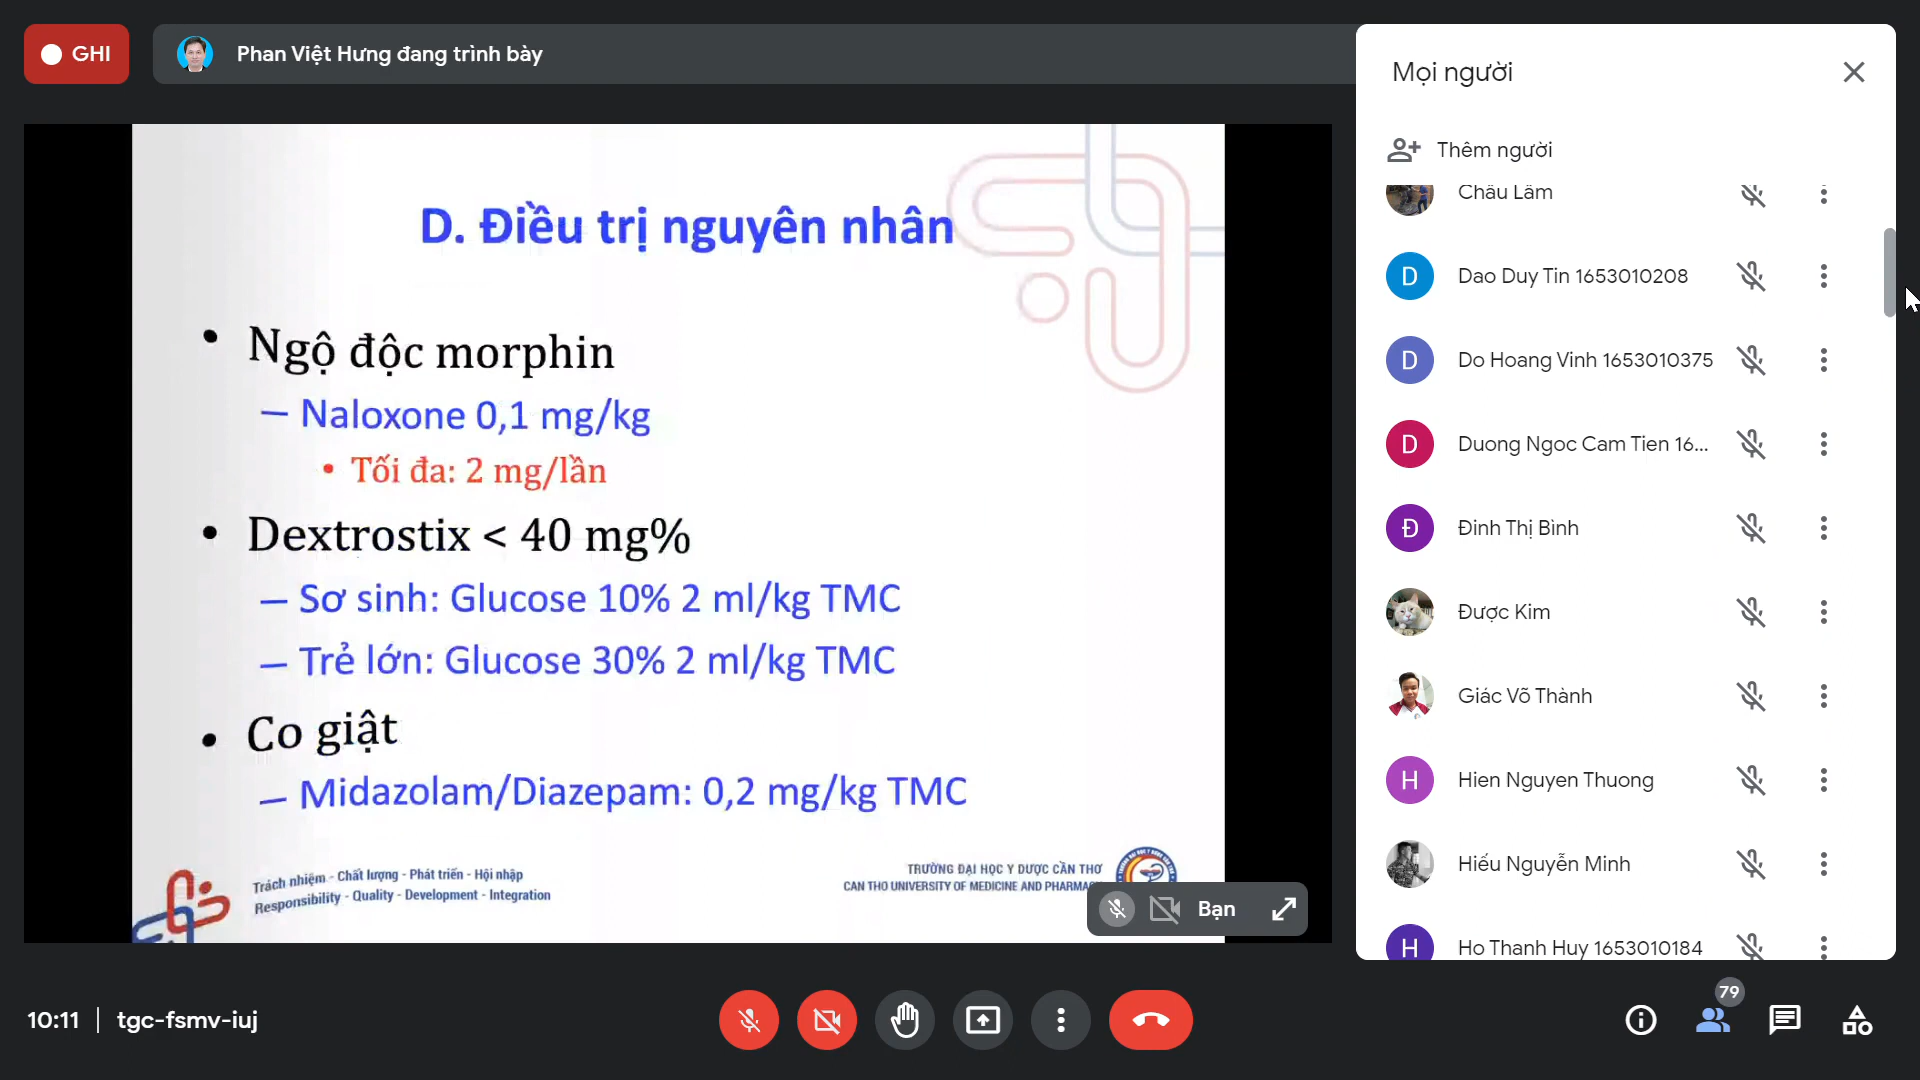 GHI
Phan Việt Hưng đang trình bày
D. Điều trị nguyên nhân
• Ngộ độc morphin
– Naloxone 0,1 mg/kg
• Tối đa: 2 mg/lần
• Dextrostix < 40 mg%
– Sơ sinh: Glucose 10% 2 ml/kg TMC
– Trẻ lớn: Glucose 30% 2 ml/kg TMC
• Co giật
– Midazolam/Diazepam: 0,2 mg/kg TMC
Trách nhiệm - Chất lượng - Phát triển - Hội nhập
Responsibility - Quality - Development - Integration
TRƯỜNG ĐẠI HỌC Y DƯỢC CẦN THƠ
CAN THO UNIVERSITY OF MEDICINE AND PHARMA
Bạn
Mọi người
Thêm người
Châu Lâm
D Dao Duy Tin 1653010208
D Do Hoang Vinh 1653010375
D Duong Ngoc Cam Tien 16...
Đ Đinh Thị Bình
Được Kim
Giác Võ Thành
H Hien Nguyen Thuong
Hiếu Nguyễn Minh
H Ho Thanh Huy 1653010184
10:11 | tgc-fsmv-iuj
79